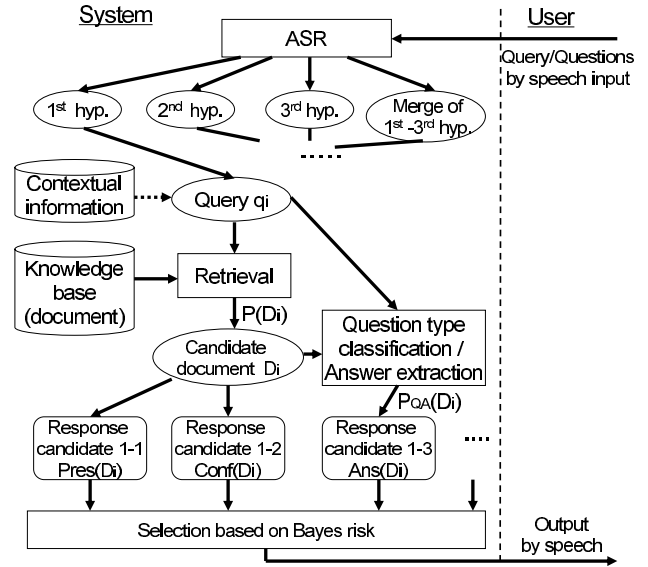 System
User
ASR
Query/Questions
by speech input
1st hyp.
2nd hyp.
3rd hyp.
Merge of
1st -3rd hyp.
......
Contextual
information
Query qi
Knowledge
base
(document)
Retrieval
P(Di)
Candidate
document Di
Question type
classification /
Answer extraction
PQA(Di)
Response
candidate 1-1
Pres(Di)
Response
candidate 1-2
Conf(Di)
Response
candidate 1-3
Ans(Di)
....
Selection based on Bayes risk
Output
by speech